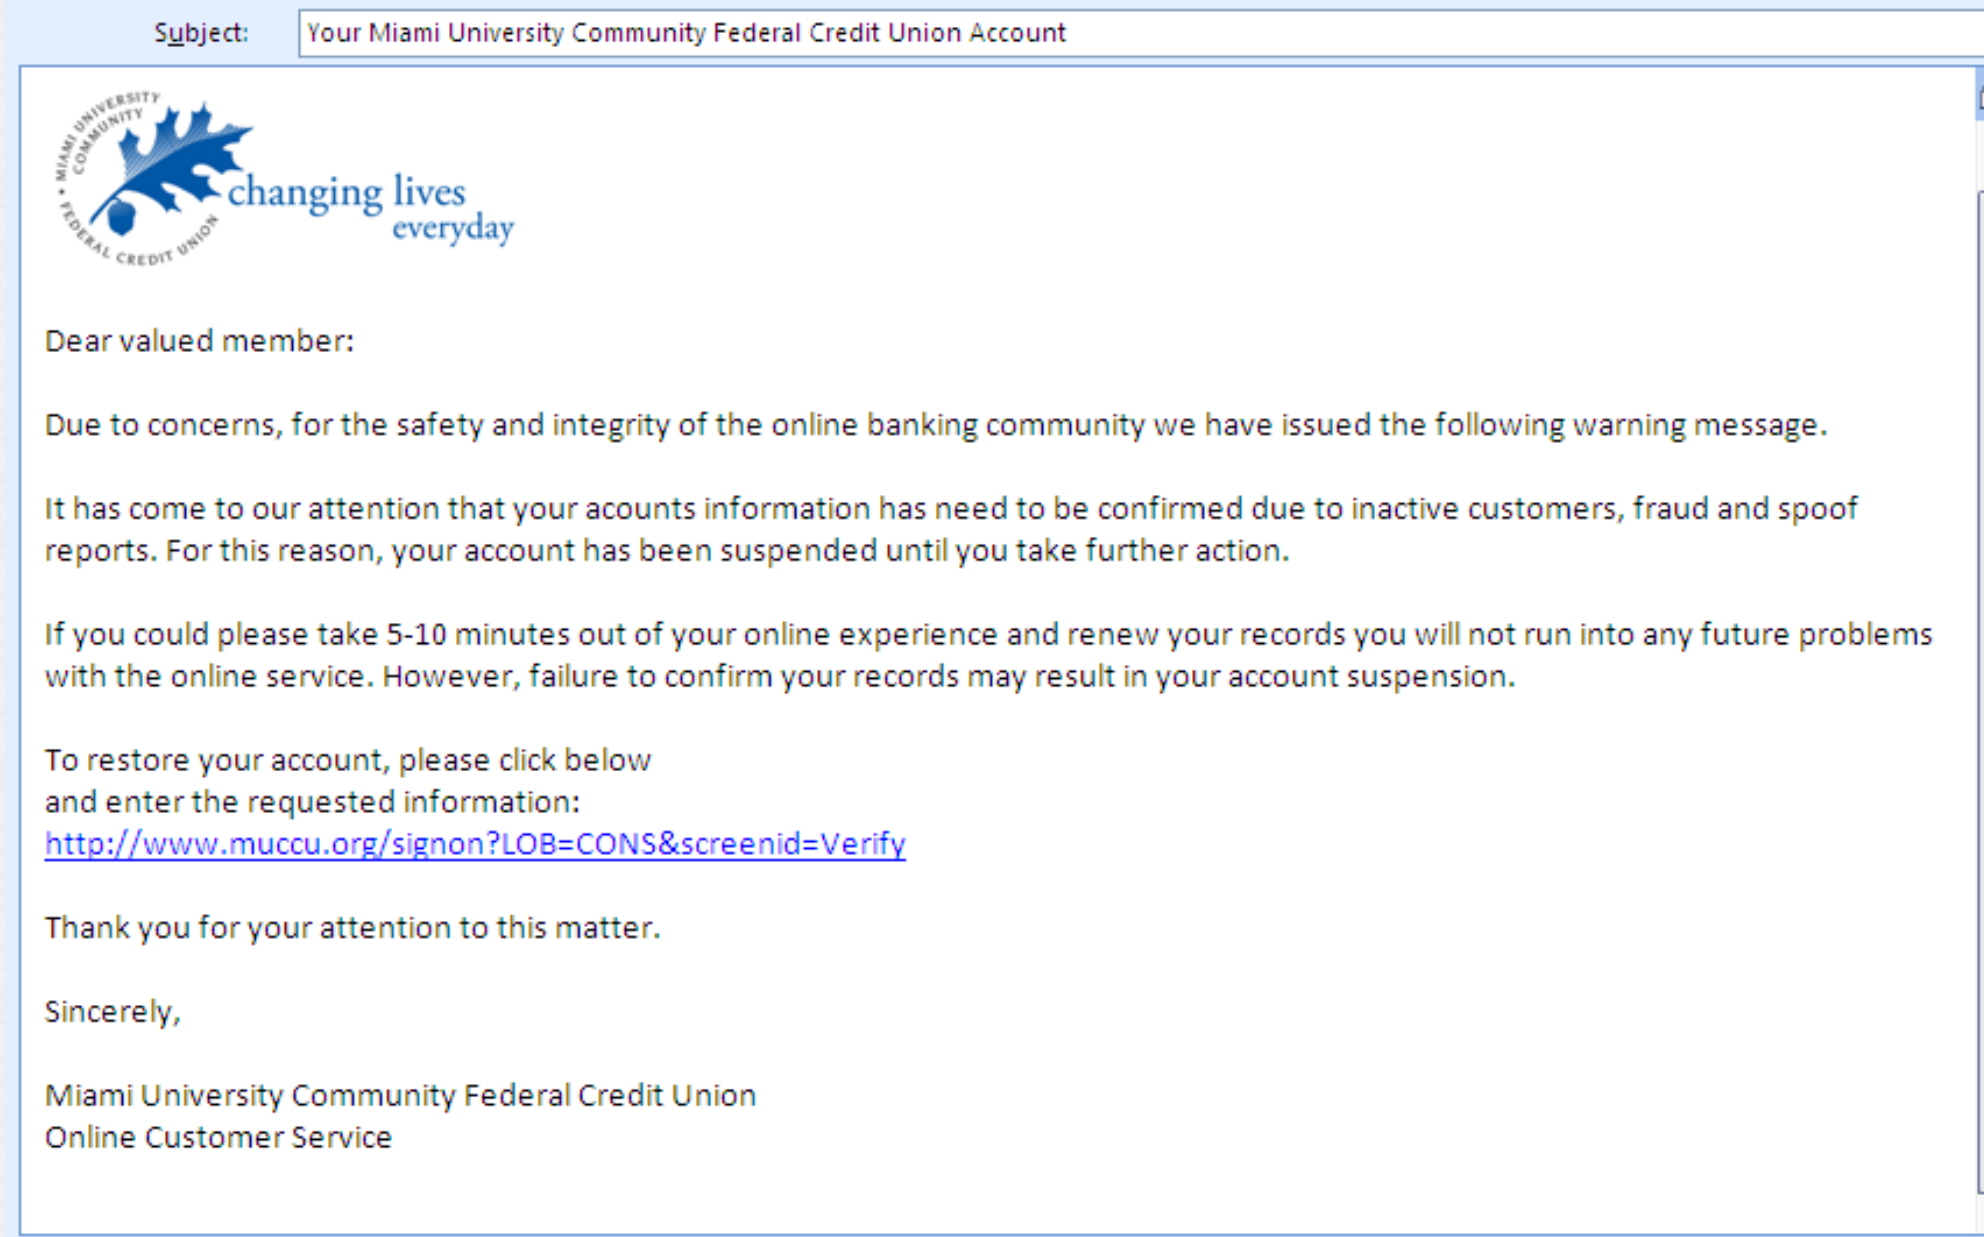 Subject:
Your Miami University Community Federal Credit Union Account
• MIAMI UNIVERSITY
COMMUNITY
• FEDERAL CREDIT UNION
changing lives
everyday
Dear valued member:
Due to concerns, for the safety and integrity of the online banking community we have issued the following warning message.
It has come to our attention that your acounts information has need to be confirmed due to inactive customers, fraud and spoof
reports. For this reason, your account has been suspended until you take further action.
If you could please take 5-10 minutes out of your online experience and renew your records you will not run into any future problems
with the online service. However, failure to confirm your records may result in your account suspension.
To restore your account, please click below
and enter the requested information:
http://www.muccu.org/signon?LOB=CONS&screenid=Verify
Thank you for your attention to this matter.
Sincerely,
Miami University Community Federal Credit Union
Online Customer Service